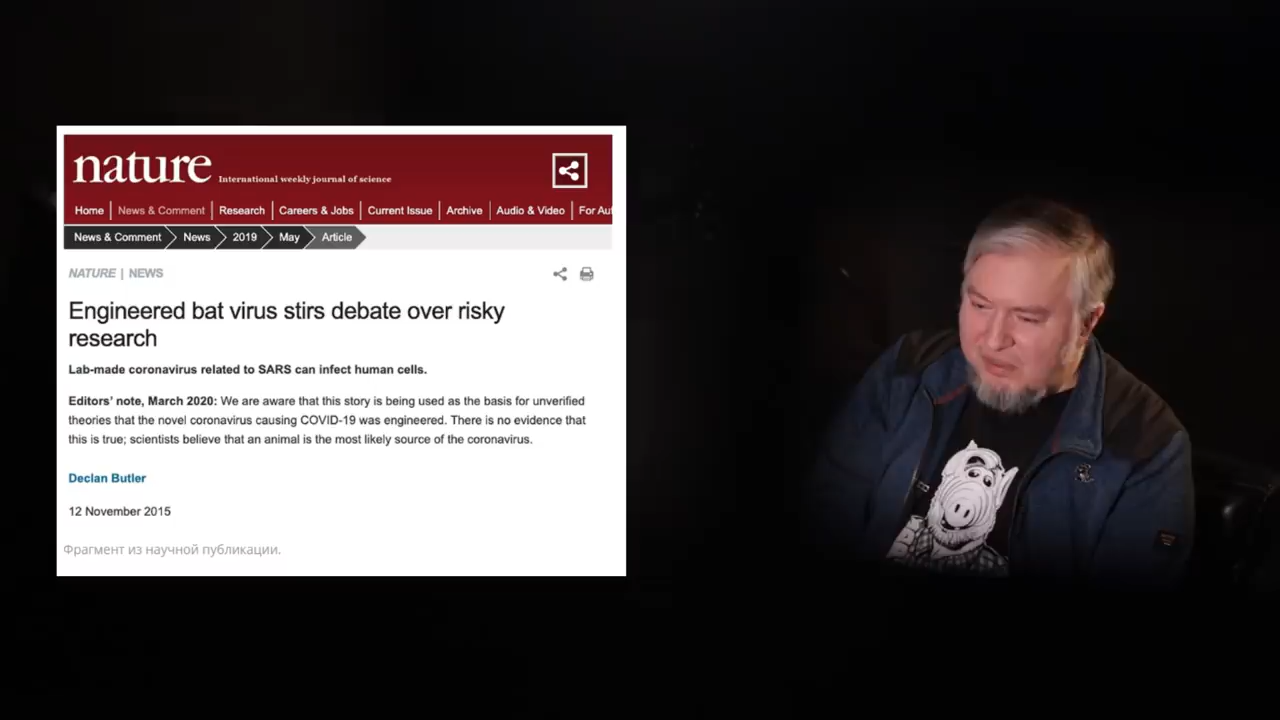 nature International weekly journal of science
Home News & Comment Research Careers & Jobs Current Issue Archive Audio & Video For Aut
News & Comment News 2019 May Article
NATURE | NEWS
Engineered bat virus stirs debate over risky
research
Lab-made coronavirus related to SARS can infect human cells.
Editors' note, March 2020: We are aware that this story is being used as the basis for unverified
theories that the novel coronavirus causing COVID-19 was engineered. There is no evidence that
this is true; scientists believe that an animal is the most likely source of the coronavirus.
Declan Butler
12 November 2015
Фрагмент из научной публикации.